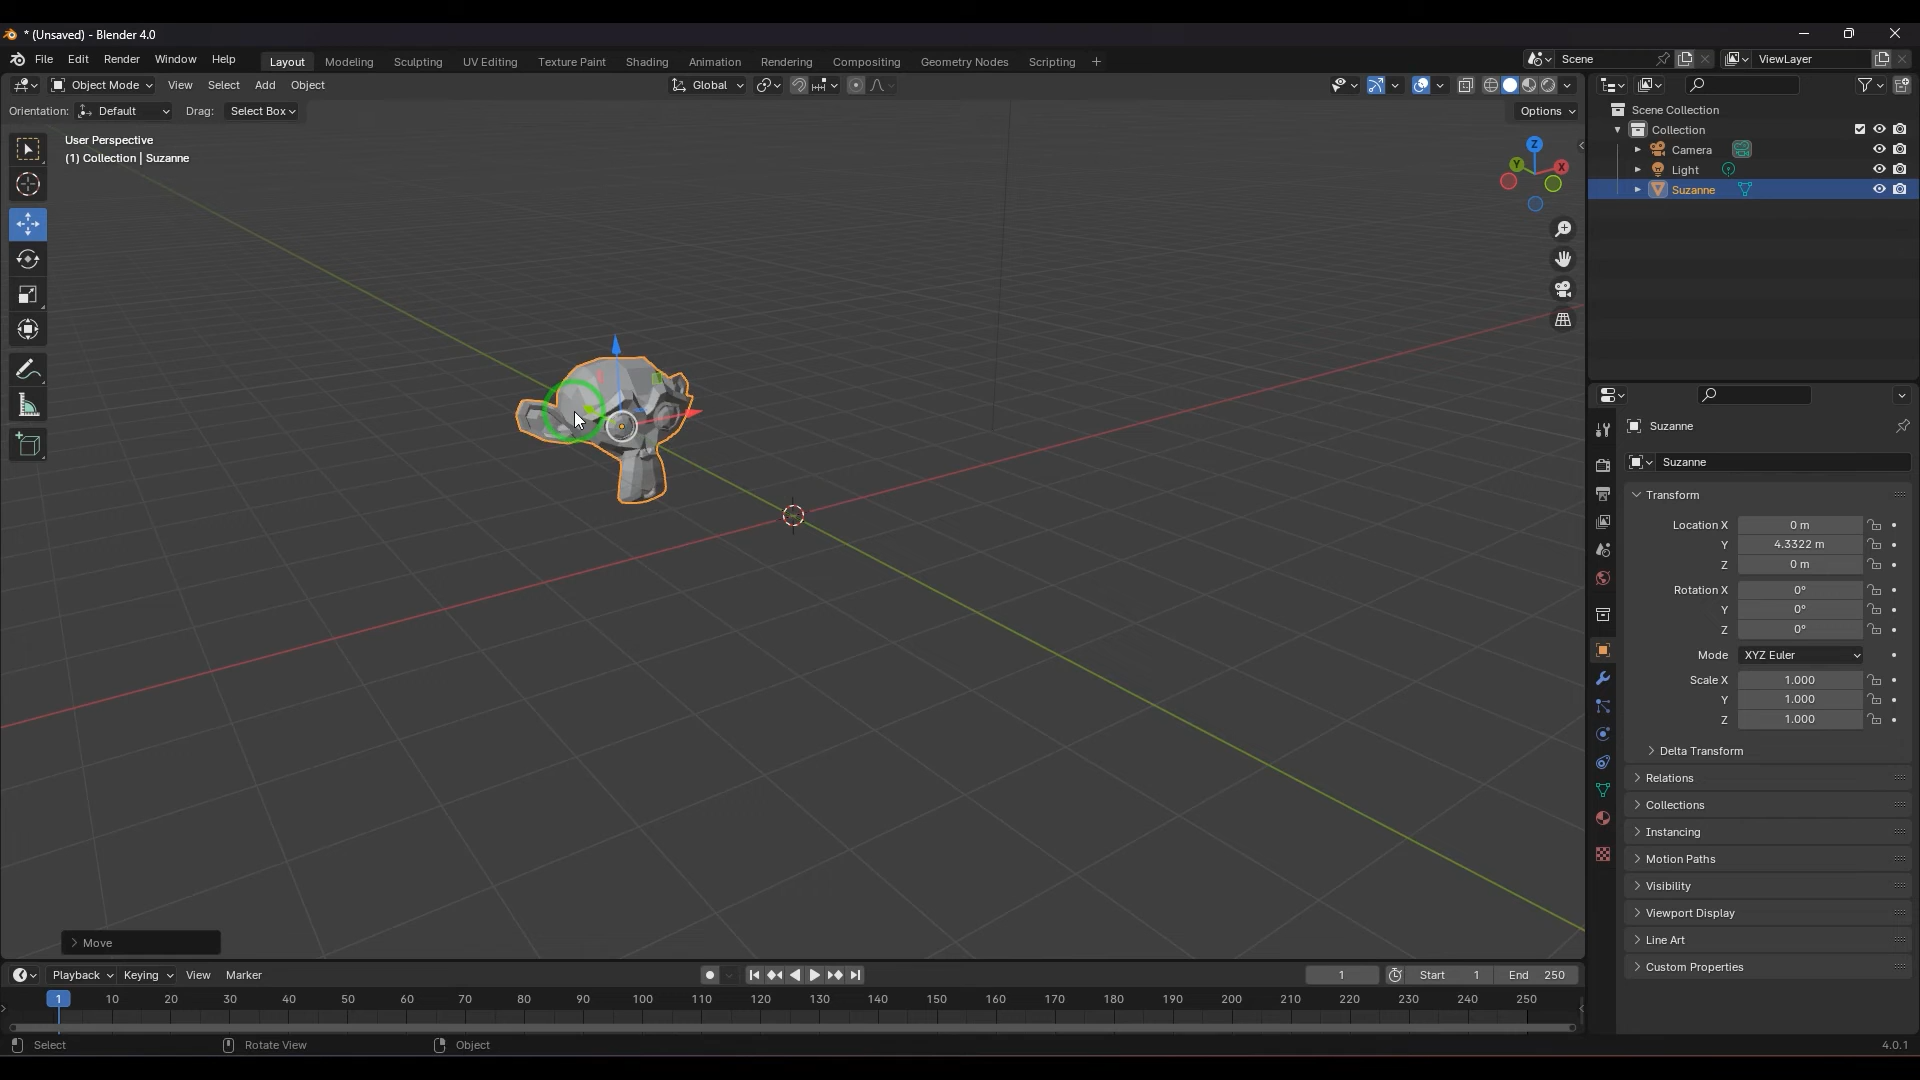 * (Unsaved) - Blender 4.0
File Edit Render Window Help Layout Modeling Sculpting UV Editing Texture Paint Shading Animation Rendering Compositing Geometry Nodes Scripting + Scene ViewLayer
Object Mode View Select Add Object Global
Orientation: Default Drag: Select Box Options
User Perspective
(1) Collection | Suzanne
Z
Y X
Scene Collection
Collection
Camera
Light
Suzanne
Suzanne
Suzanne
Transform
Location X 0 m
Y 4.3322 m
Z 0 m
Rotation X 0°
Y 0°
Z 0°
Mode XYZ Euler
Scale X 1.000
Y 1.000
Z 1.000
Delta Transform
Relations
Collections
Instancing
Motion Paths
Visibility
Viewport Display
Line Art
Custom Properties
Move
Playback Keying View Marker 1 Start 1 End 250
1 10 20 30 40 50 60 70 80 90 100 110 120 130 140 150 160 170 180 190 200 210 220 230 240 250
Select Rotate View Object 4.0.1